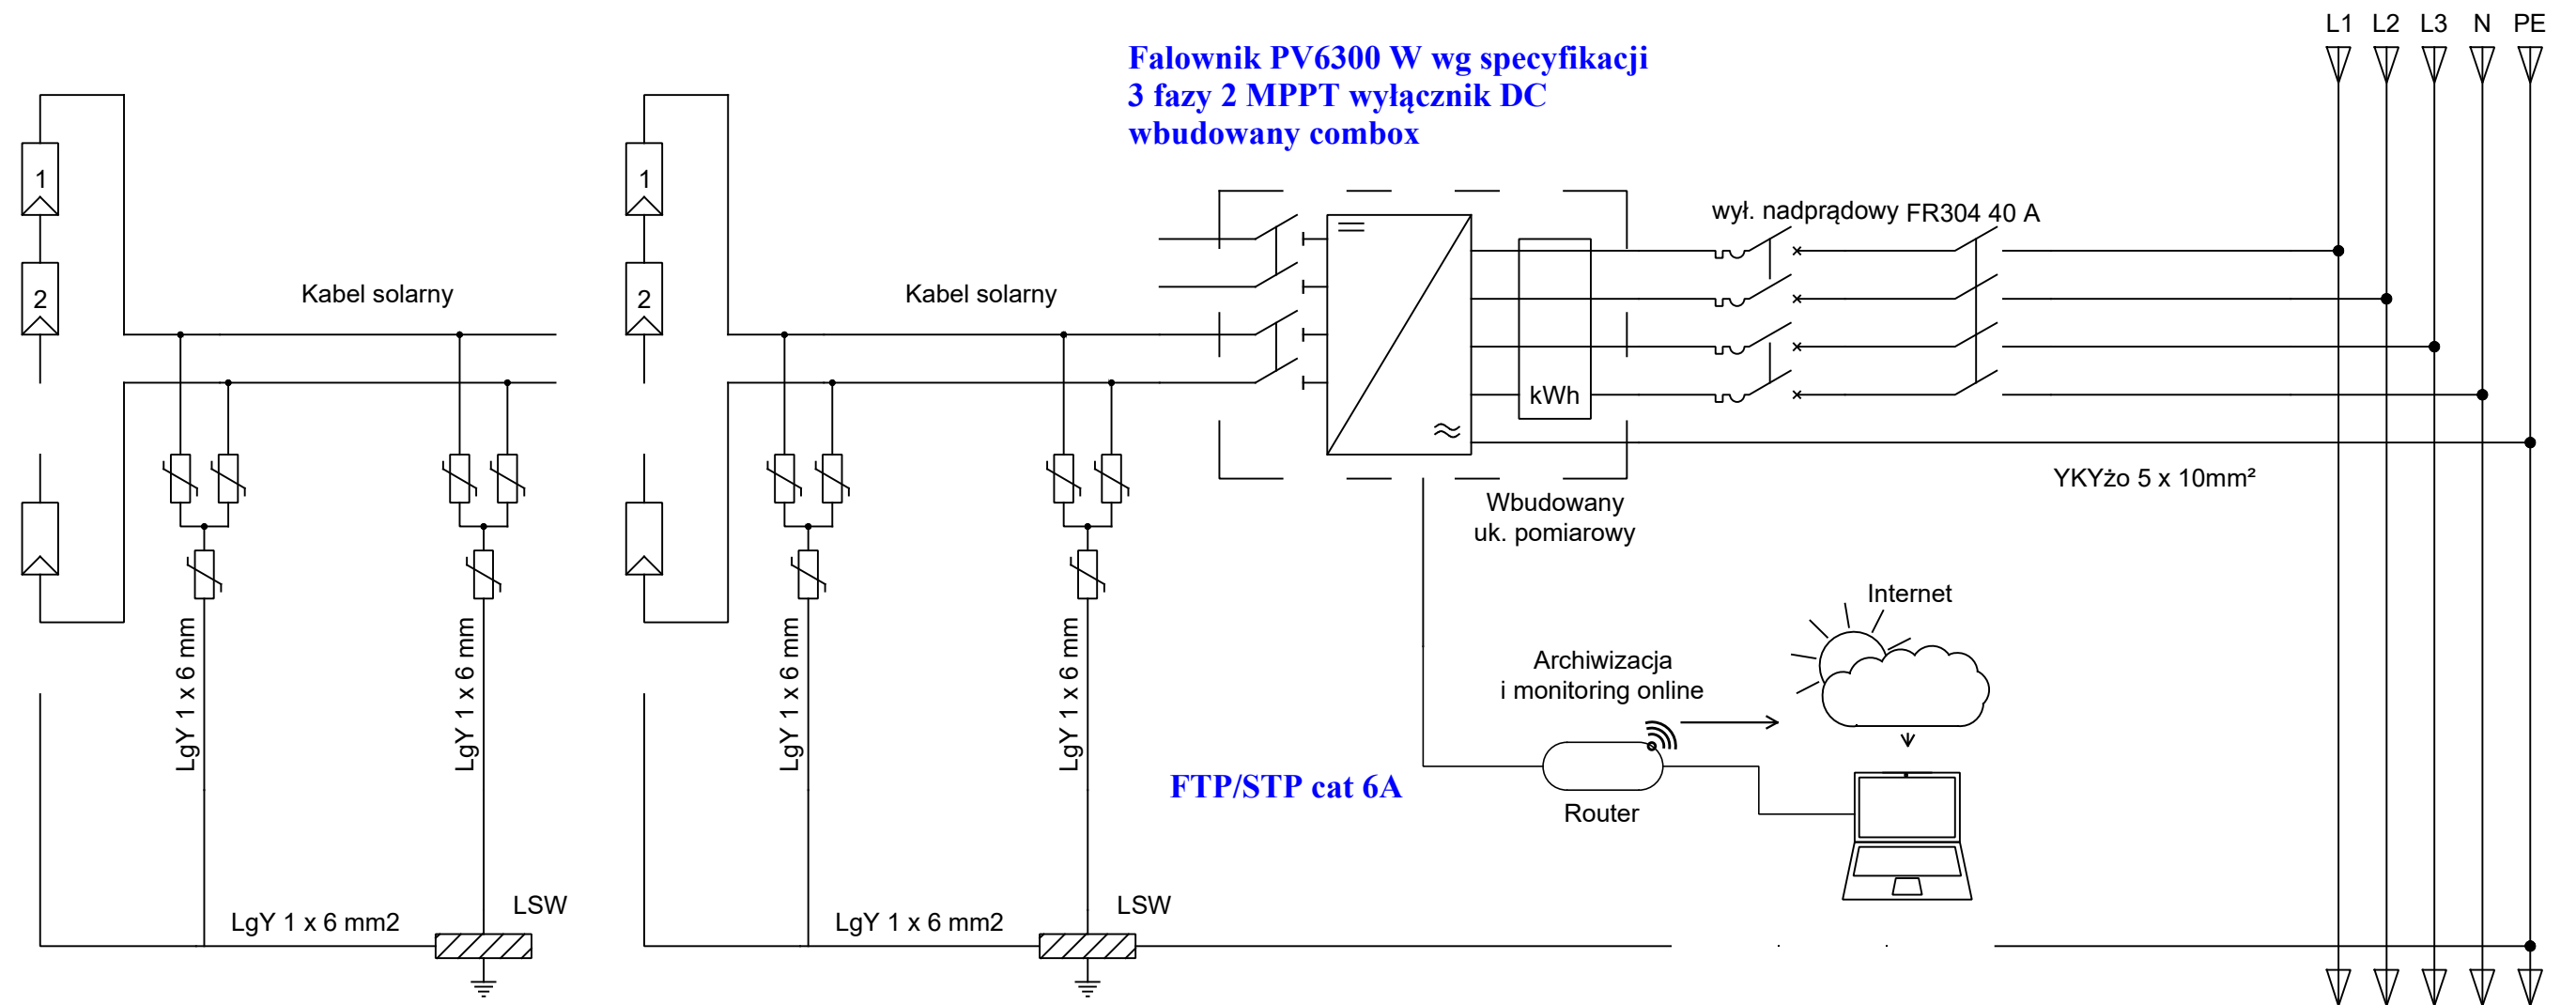 L1 L2 L3 N PE
Falownik PV6300 W wg specyfikacji
3 fazy 2 MPPT wyłącznik DC
wbudowany combox
1
1
wył. nadprądowy FR304 40 A
2
Kabel solarny
2
Kabel solarny
kWh
YKYżo 5 x 10mm²
Wbudowany
uk. pomiarowy
Internet
Archiwizacja
i monitoring online
LgY 1 x 6 mm
LgY 1 x 6 mm
LgY 1 x 6 mm
LgY 1 x 6 mm
FTP/STP cat 6A
Router
LgY 1 x 6 mm2
LSW
LgY 1 x 6 mm2
LSW